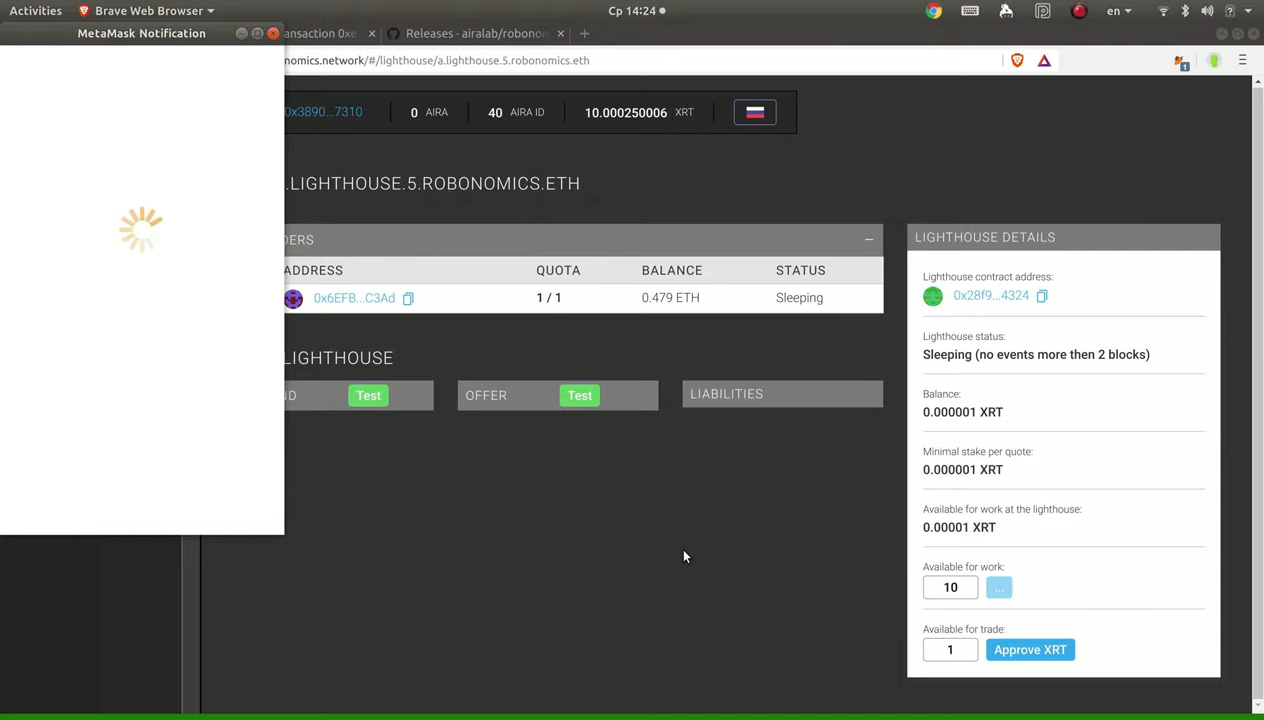 Activities Brave Web Browser Ср 14:24 en
MetaMask Notification
ansaction 0xe Releases · airalab/robonom
nomics.network/#/lighthouse/a.lighthouse.5.robonomics.eth
1
0x3890...7310 0 AIRA 40 AIRA ID 10.000250006 XRT
.LIGHTHOUSE.5.ROBONOMICS.ETH
DERS −
ADDRESS QUOTA BALANCE STATUS
0x6EFB...C3Ad 1 / 1 0.479 ETH Sleeping
LIGHTHOUSE
ND Test OFFER Test LIABILITIES
LIGHTHOUSE DETAILS
Lighthouse contract address:
0x28f9...4324
Lighthouse status:
Sleeping (no events more then 2 blocks)
Balance:
0.000001 XRT
Minimal stake per quote:
0.000001 XRT
Available for work at the lighthouse:
0.00001 XRT
Available for work:
10 ...
Available for trade:
1 Approve XRT